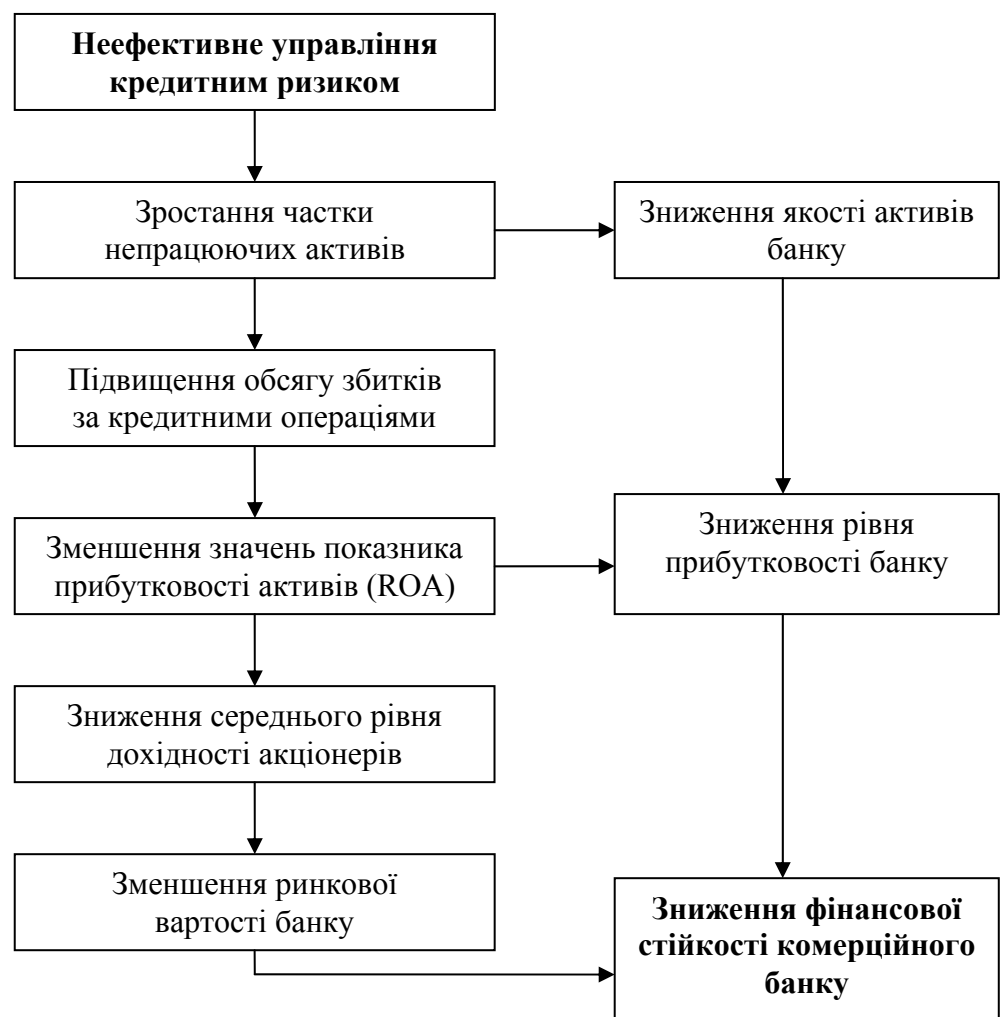 Неефективне управління
кредитним ризиком
Зростання частки
непрацюючих активів
Зниження якості активів
банку
Підвищення обсягу збитків
за кредитними операціями
Зменшення значень показника
прибутковості активів (ROA)
Зниження рівня
прибутковості банку
Зниження середнього рівня
дохідності акціонерів
Зменшення ринкової
вартості банку
Зниження фінансової
стійкості комерційного
банку